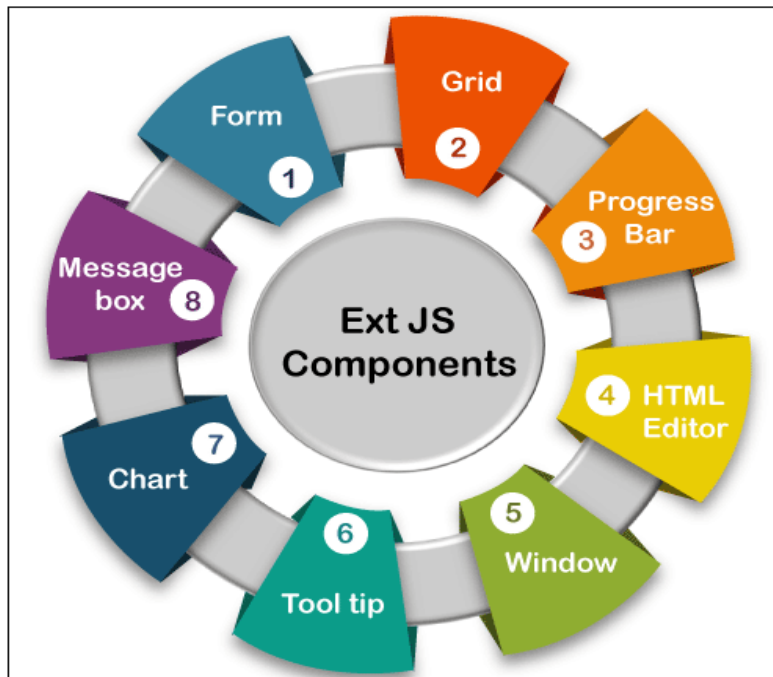 Ext JS
Components
Form
1
Grid
2
Progress
Bar
3
HTML
Editor
4
Window
5
Tool tip
6
Chart
7
Message
box
8